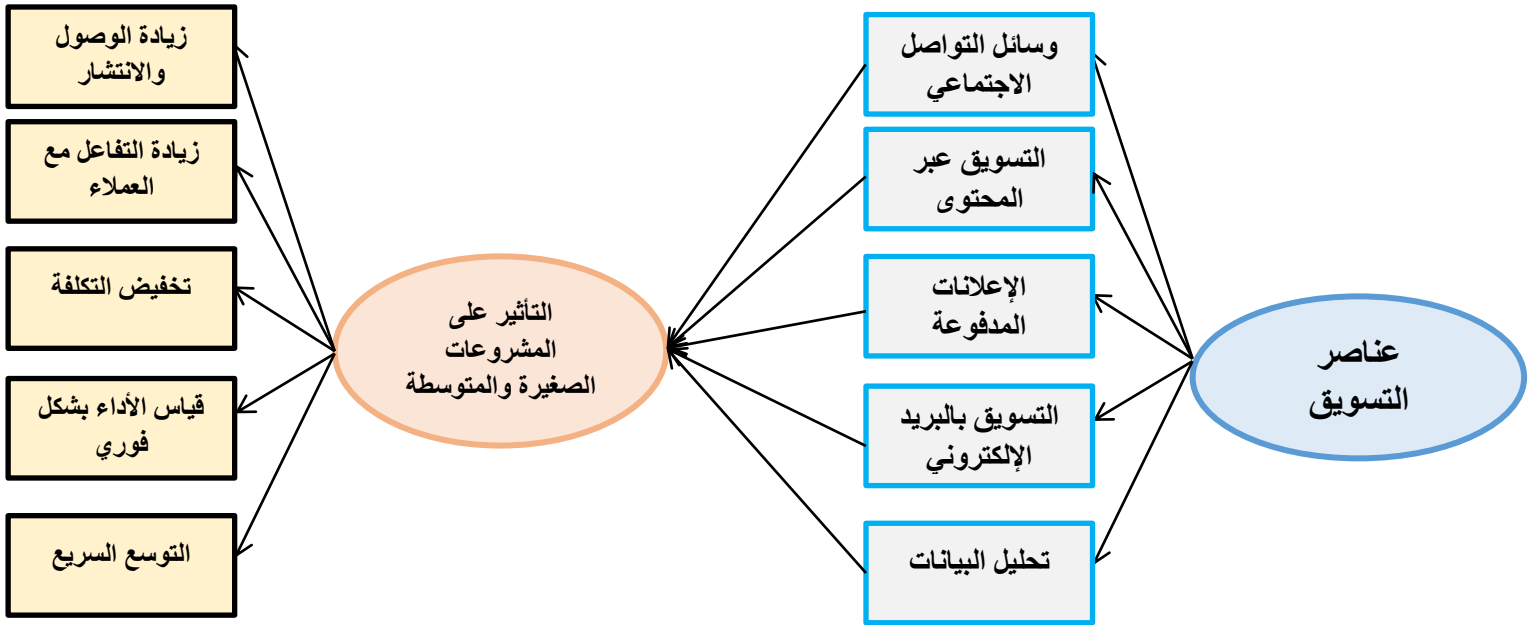 عناصر
التسويق
وسائل التواصل
الاجتماعي
التسويق عبر
المحتوى
الإعلانات
المدفوعة
التسويق بالبريد
الإلكتروني
تحليل البيانات
التأثير على
المشروعات
الصغيرة والمتوسطة
زيادة الوصول
والانتشار
زيادة التفاعل مع
العملاء
تخفيض التكلفة
قياس الأداء بشكل
فوري
التوسع السريع